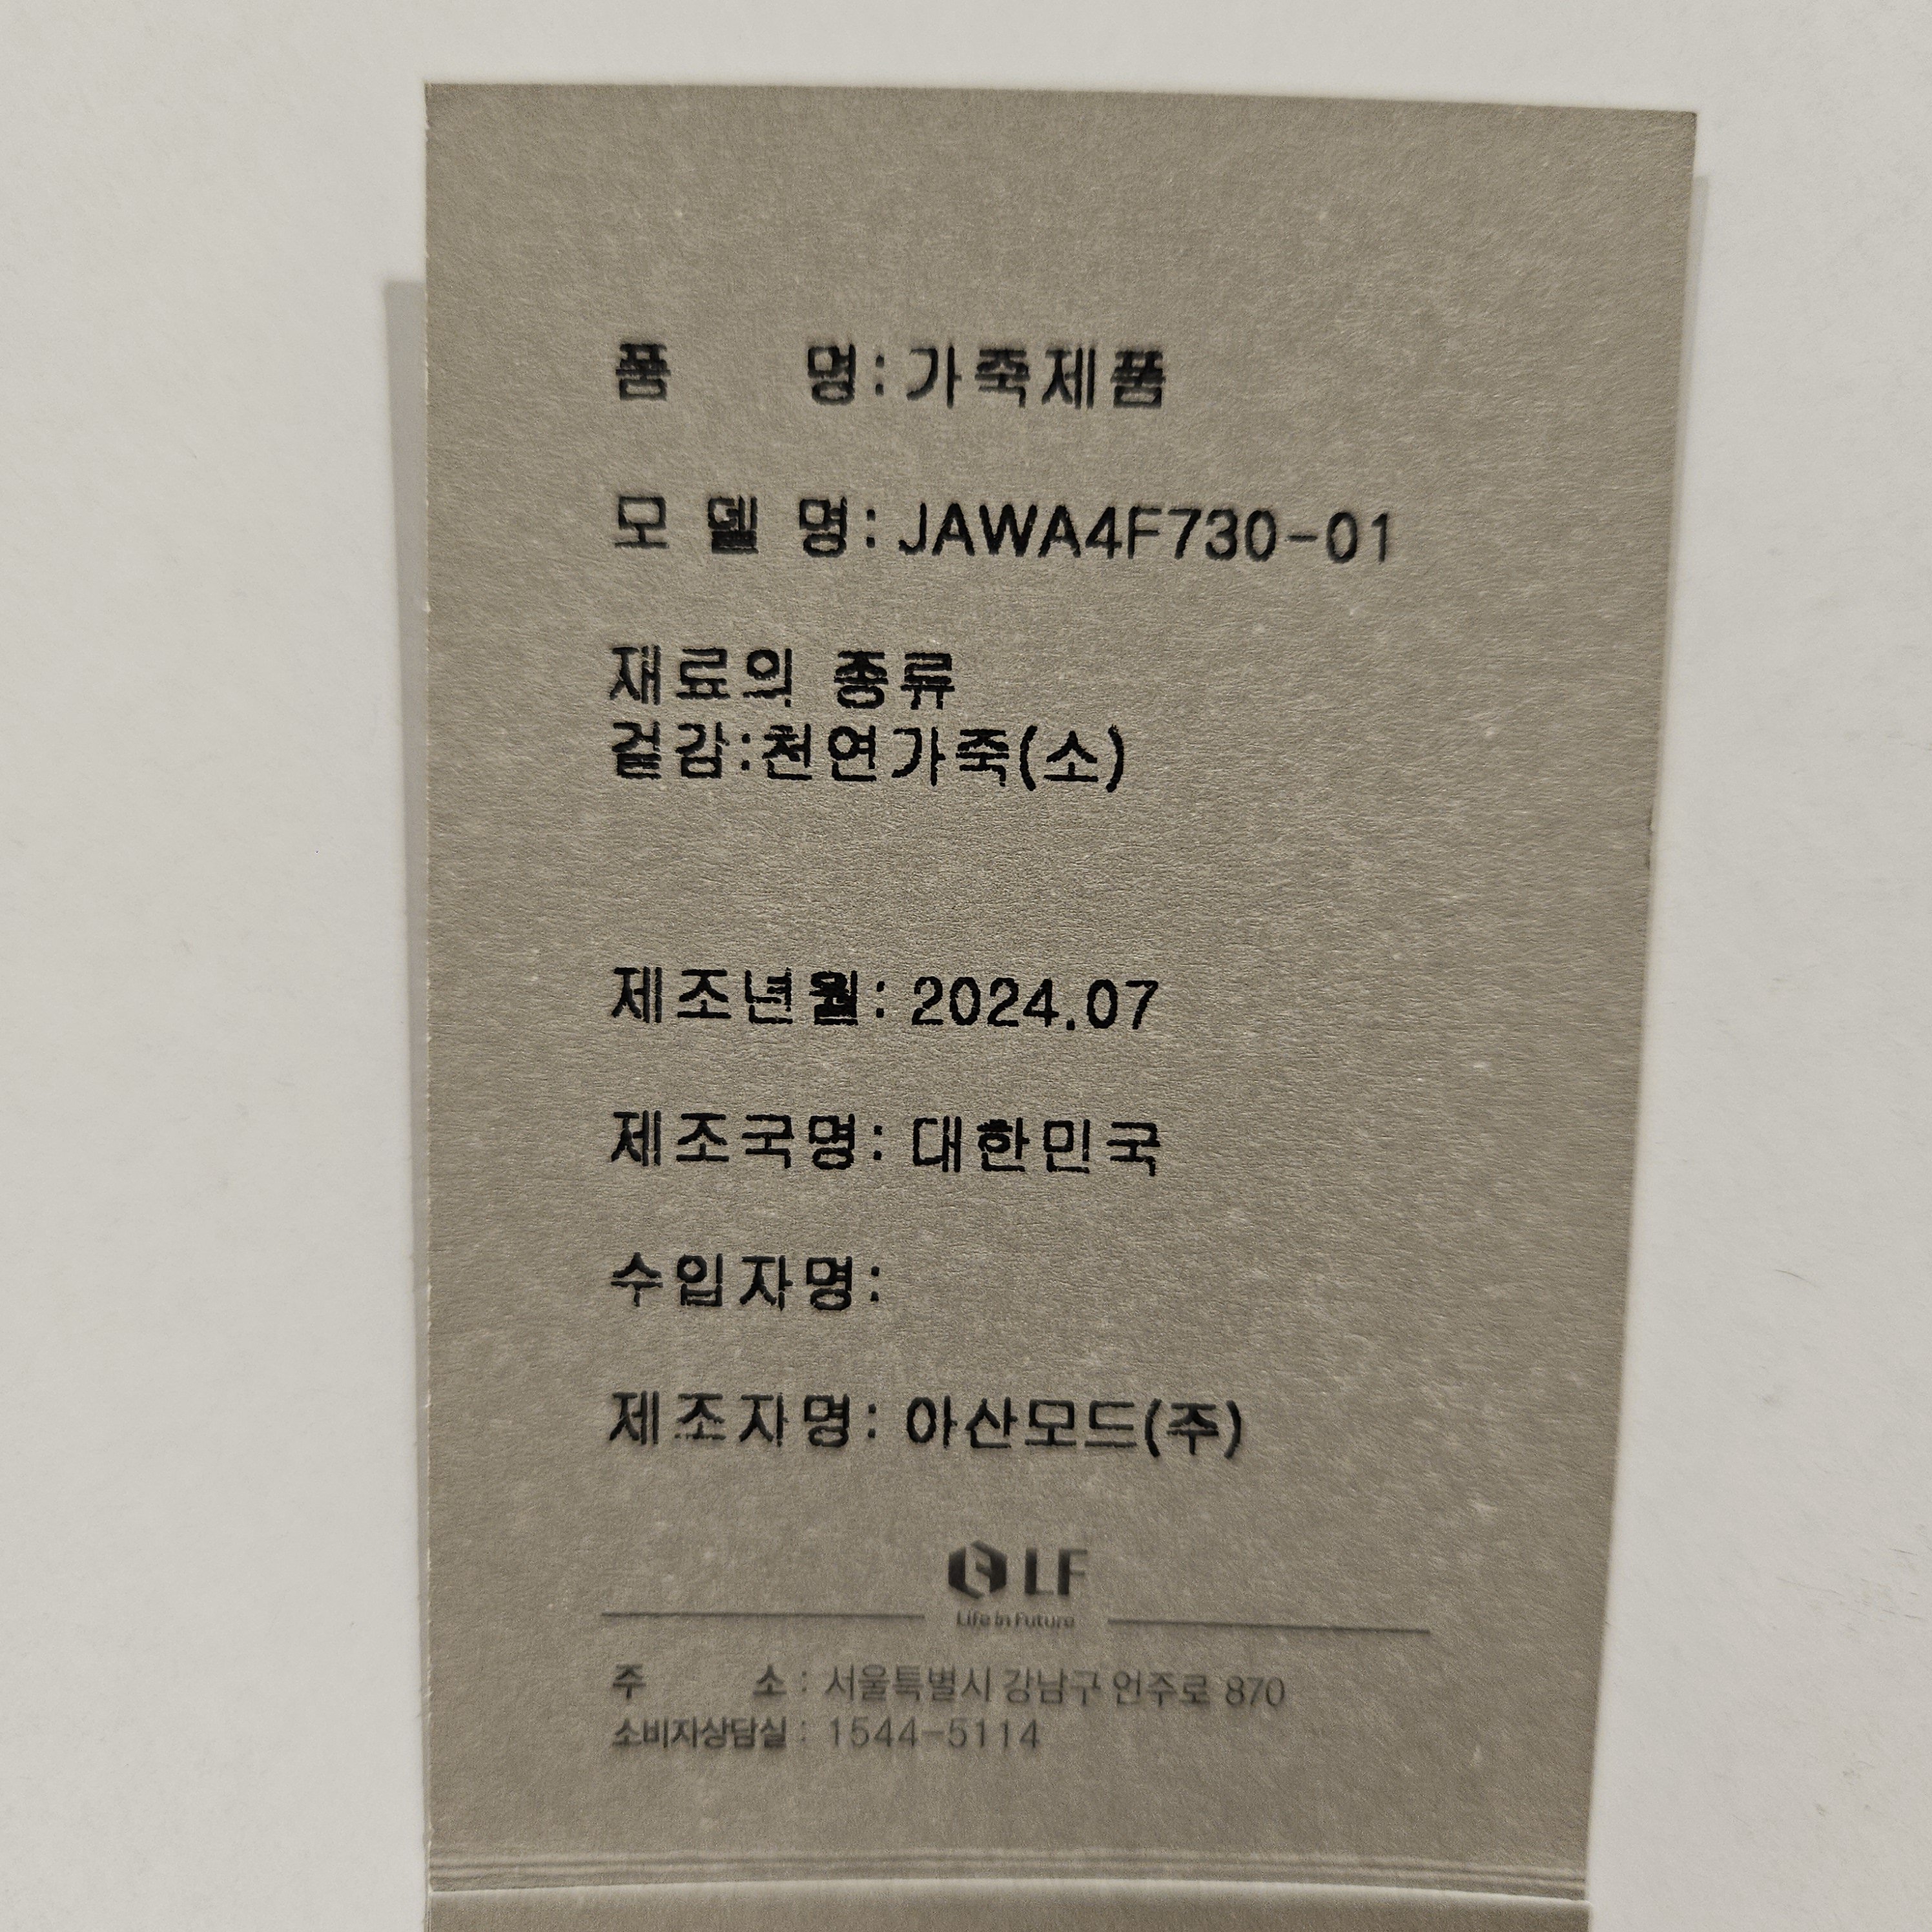 품 명:가죽제품
모 델 명:JAWA4F730-01
재료의 종류
겉감:천연가죽(소)
제조년월: 2024.07
제조국명: 대한민국
수입자명:
제조자명: 아산모드(주)
LF
Life in Future
주 소 : 서울특별시 강남구 언주로 870
소비자상담실 : 1544-5114